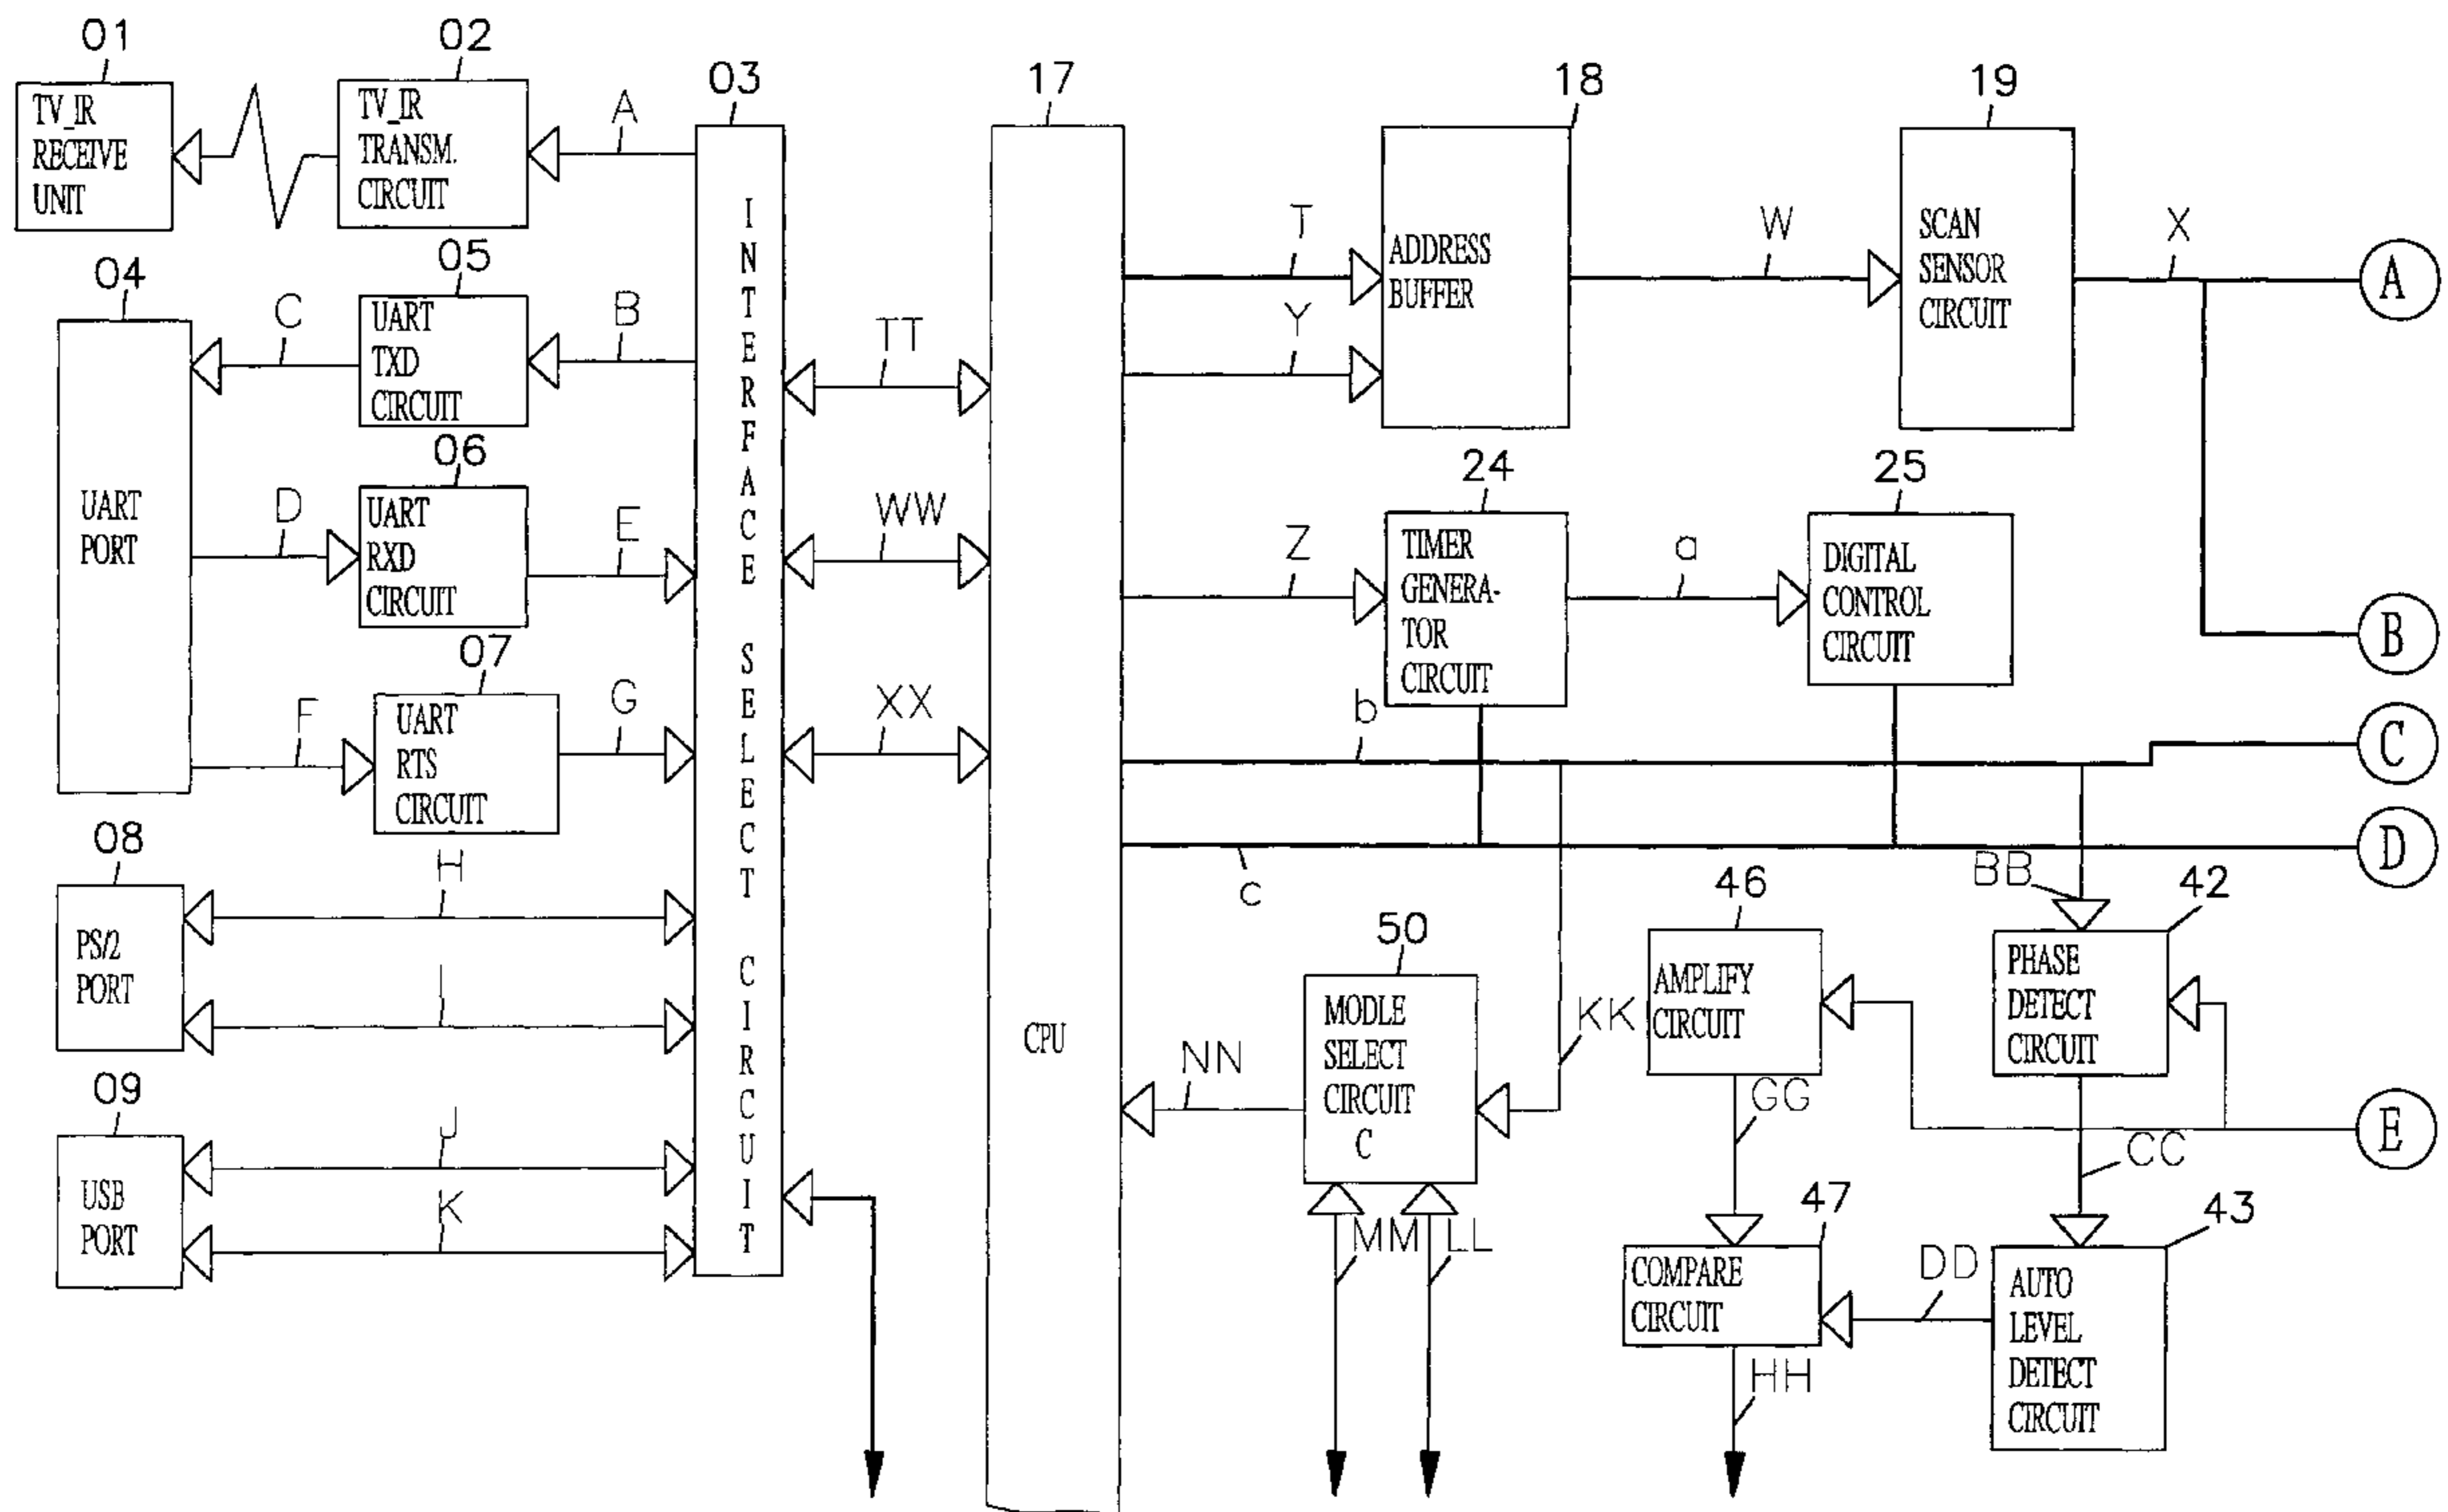 01
02
03
17
18
19
TV_IR
RECEIVE
UNIT
TV_IR
TRANSM.
CIRCUIT
A
INTERFACE SELECT CIRCUIT
CPU
T
Y
ADDRESS
BUFFER
W
SCAN
SENSOR
CIRCUIT
X
A
04
UART
PORT
C
05
UART
TXD
CIRCUIT
B
TT
D
06
UART
RXD
CIRCUIT
E
WW
24
Z
TIMER
GENERA-
TOR
CIRCUIT
a
25
DIGITAL
CONTROL
CIRCUIT
B
F
07
UART
RTS
CIRCUIT
G
XX
b
C
c
D
08
PS/2
PORT
H
I
09
USB
PORT
J
K
50
MODLE
SELECT
CIRCUIT
C
NN
KK
MM
LL
46
AMPLIFY
CIRCUIT
BB
42
PHASE
DETECT
CIRCUIT
GG
CC
E
47
COMPARE
CIRCUIT
DD
43
AUTO
LEVEL
DETECT
CIRCUIT
HH